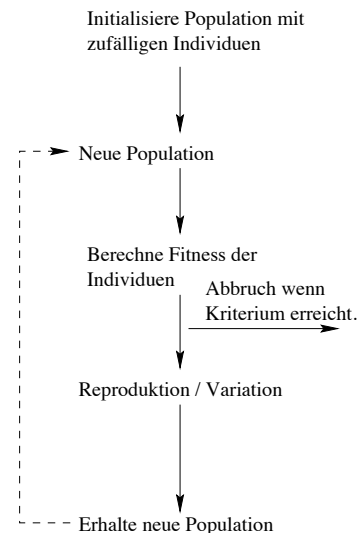 Initialisiere Population mit
zufälligen Individuen
Neue Population
Berechne Fitness der
Individuen
Abbruch wenn
Kriterium erreicht.
Reproduktion / Variation
Erhalte neue Population